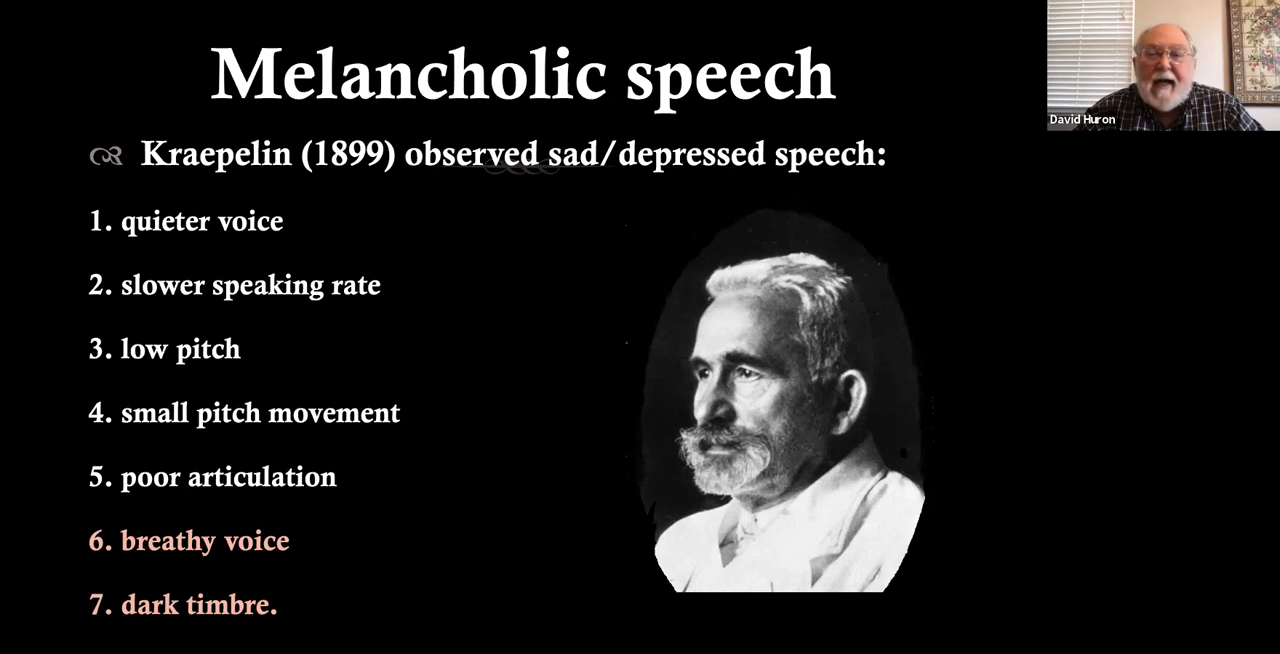 Melancholic speech
Kraepelin (1899) observed sad/depressed speech:
1. quieter voice
2. slower speaking rate
3. low pitch
4. small pitch movement
5. poor articulation
6. breathy voice
7. dark timbre.
David Huron